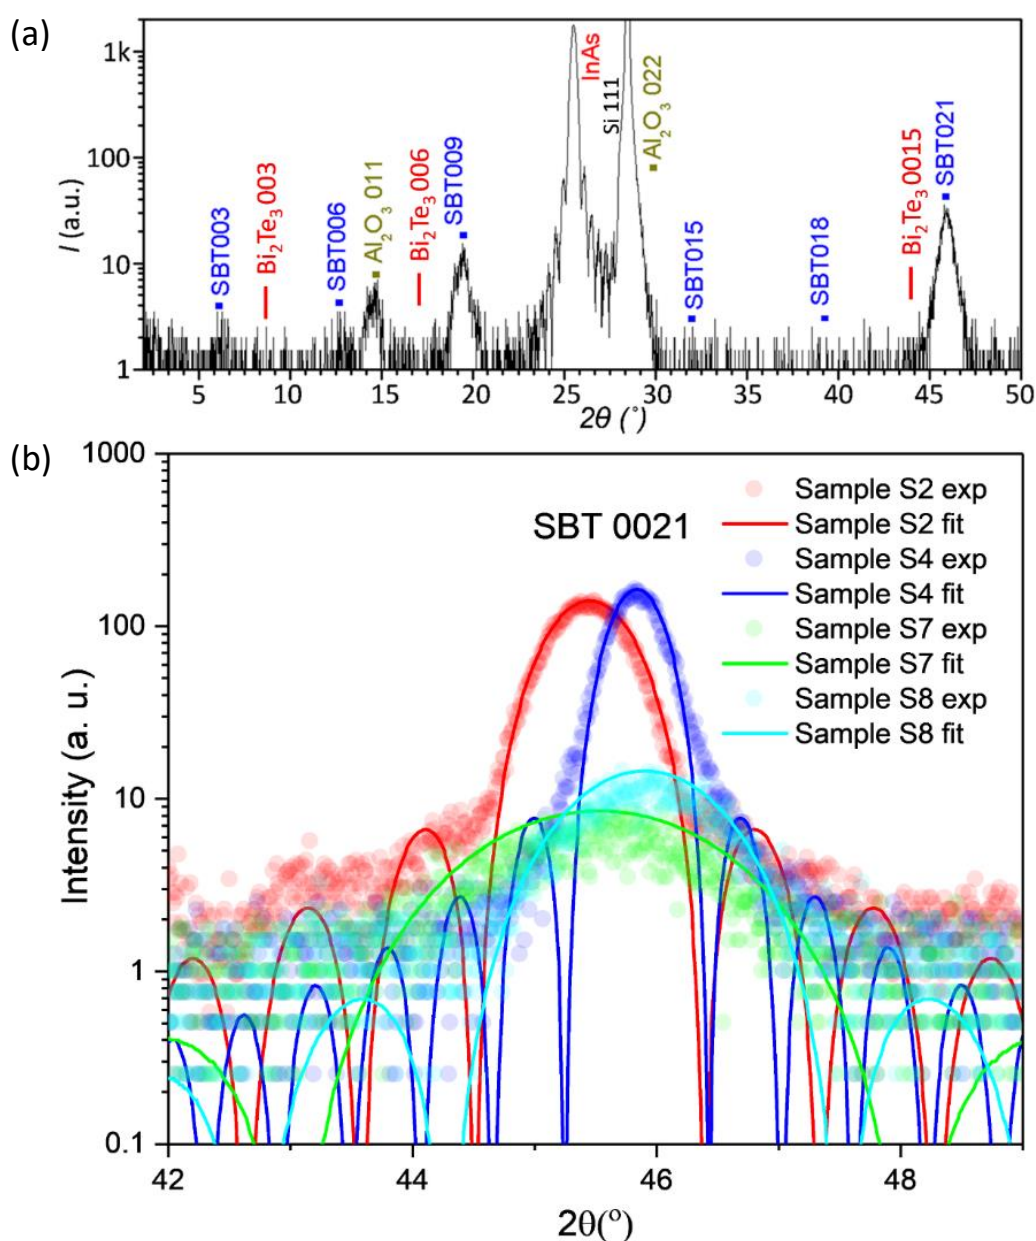 (a)
1k
100
10
1
I (a.u.)
SBT003
Bi₂Te₃ 003
SBT006
Al₂O₃ 011
Bi₂Te₃ 006
SBT009
InAs
Si 111
Al₂O₃ 022
SBT015
SBT018
Bi₂Te₃ 0015
SBT021
5 10 15 20 25 30 35 40 45 50
2θ (°)
(b)
1000
100
10
1
0.1
Intensity (a. u.)
SBT 0021
Sample S2 exp
Sample S2 fit
Sample S4 exp
Sample S4 fit
Sample S7 exp
Sample S7 fit
Sample S8 exp
Sample S8 fit
42 44 46 48
2θ(°)